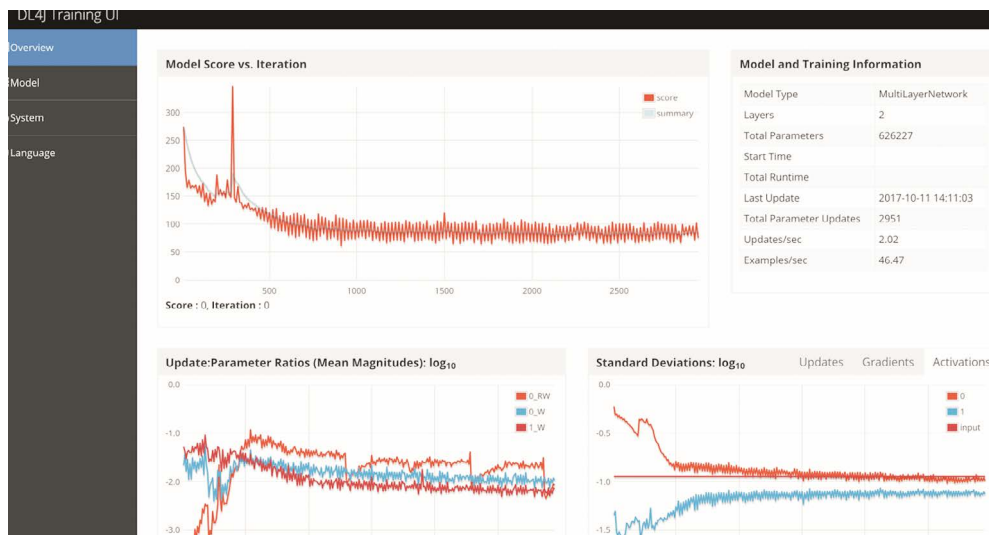 DL4J Training UI
Overview
Model
System
Language
Model Score vs. Iteration
score
summary
300
250
200
150
100
50
0
500 1000 1500 2000 2500
Score : 0, Iteration : 0
Model and Training Information
Model Type MultiLayerNetwork
Layers 2
Total Parameters 626227
Start Time
Total Runtime
Last Update 2017-10-11 14:11:03
Total Parameter Updates 2951
Updates/sec 2.02
Examples/sec 46.47
Update:Parameter Ratios (Mean Magnitudes): log₁₀
0.0
-1.0
-2.0
-3.0
0_RW
0_W
1_W
Standard Deviations: log₁₀ Updates Gradients Activations
0.0
-0.5
-1.0
-1.5
0
1
input